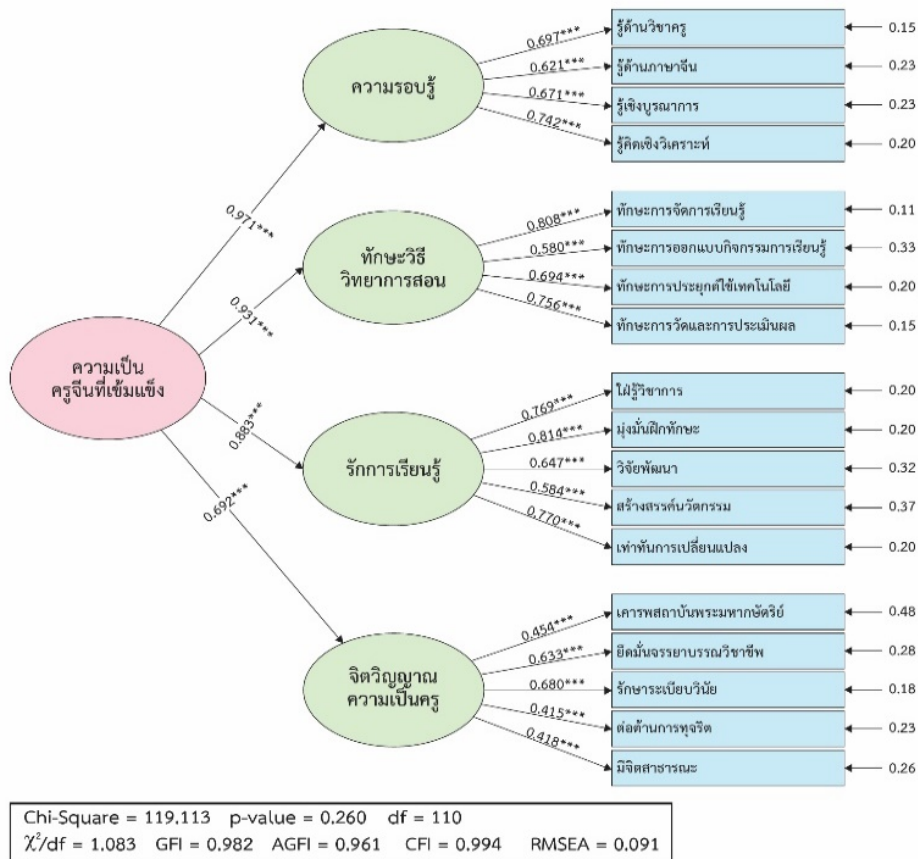 0.697***
รู้ด้านวิชาครู
0.15
0.621***
รู้ด้านภาษาจีน
0.23
ความรอบรู้
0.671***
รู้เชิงบูรณาการ
0.23
0.742***
รู้คิดเชิงวิเคราะห์
0.20
0.971***
0.808***
ทักษะการจัดการเรียนรู้
0.11
ทักษะวิธี
วิทยาการสอน
0.580***
ทักษะการออกแบบกิจกรรมการเรียนรู้
0.33
0.694***
ทักษะการประยุกต์ใช้เทคโนโลยี
0.20
0.756***
ทักษะการวัดและการประเมินผล
0.15
0.931***
ความเป็น
ครูจีนที่เข้มแข็ง
0.769***
ใฝ่รู้วิชาการ
0.20
0.883***
0.814***
มุ่งมั่นฝึกทักษะ
0.20
รักการเรียนรู้
0.647***
วิจัยพัฒนา
0.32
0.584***
สร้างสรรค์นวัตกรรม
0.37
0.770***
เท่าทันการเปลี่ยนแปลง
0.20
0.692***
0.454***
เคารพสถาบันพระมหากษัตริย์
0.48
0.633***
ยึดมั่นจรรยาบรรณวิชาชีพ
0.28
จิตวิญญาณ
ความเป็นครู
0.680***
รักษาระเบียบวินัย
0.18
0.415***
ต่อต้านการทุจริต
0.23
0.418***
มีจิตสาธารณะ
0.26
Chi-Square = 119.113 p-value = 0.260 df = 110
χ²/df = 1.083 GFI = 0.982 AGFI = 0.961 CFI = 0.994 RMSEA = 0.091